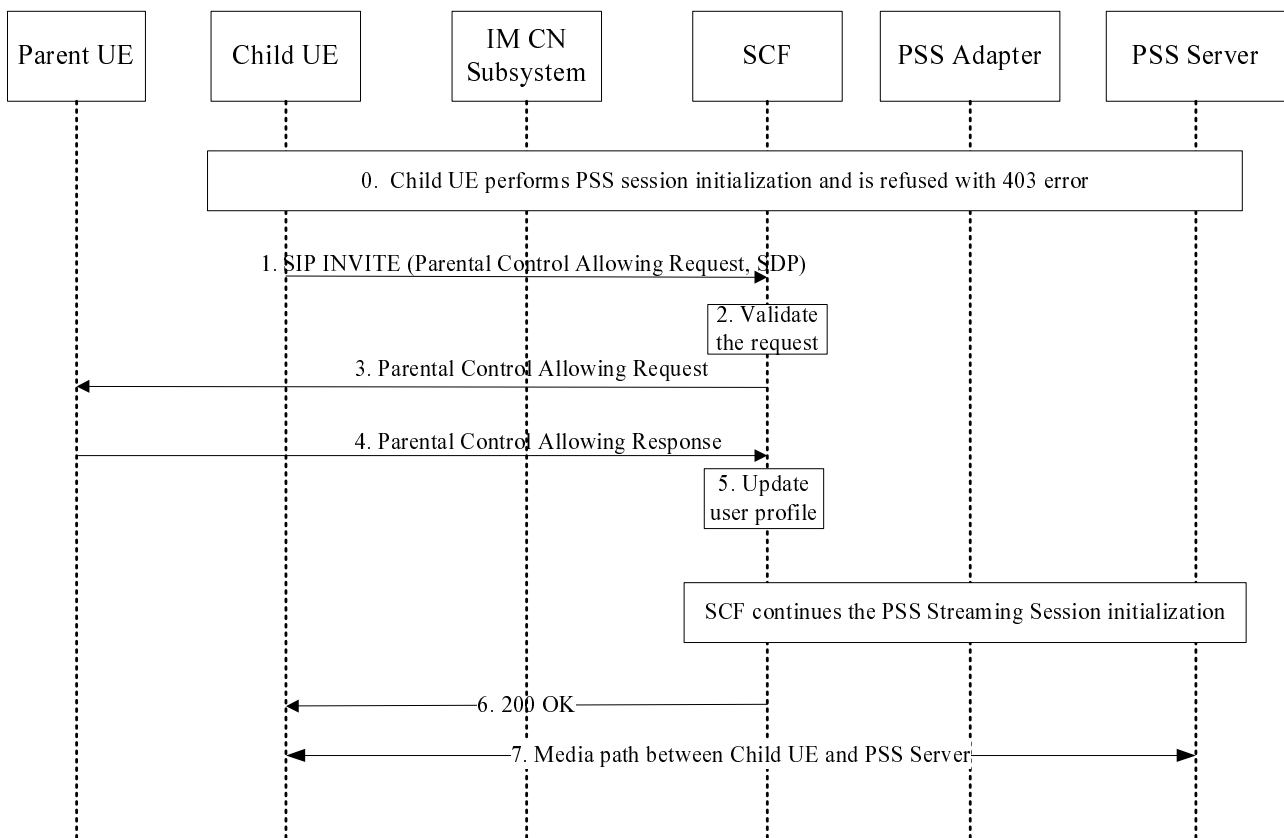 Parent UE
Child UE
IM CN
Subsystem
SCF
PSS Adapter
PSS Server
0. Child UE performs PSS session initialization and is refused with 403 error
1. SIP INVITE (Parental Control Allowing Request, SDP)
2. Validate
the request
3. Parental Control Allowing Request
4. Parental Control Allowing Response
5. Update
user profile
SCF continues the PSS Streaming Session initialization
6. 200 OK
7. Media path between Child UE and PSS Server